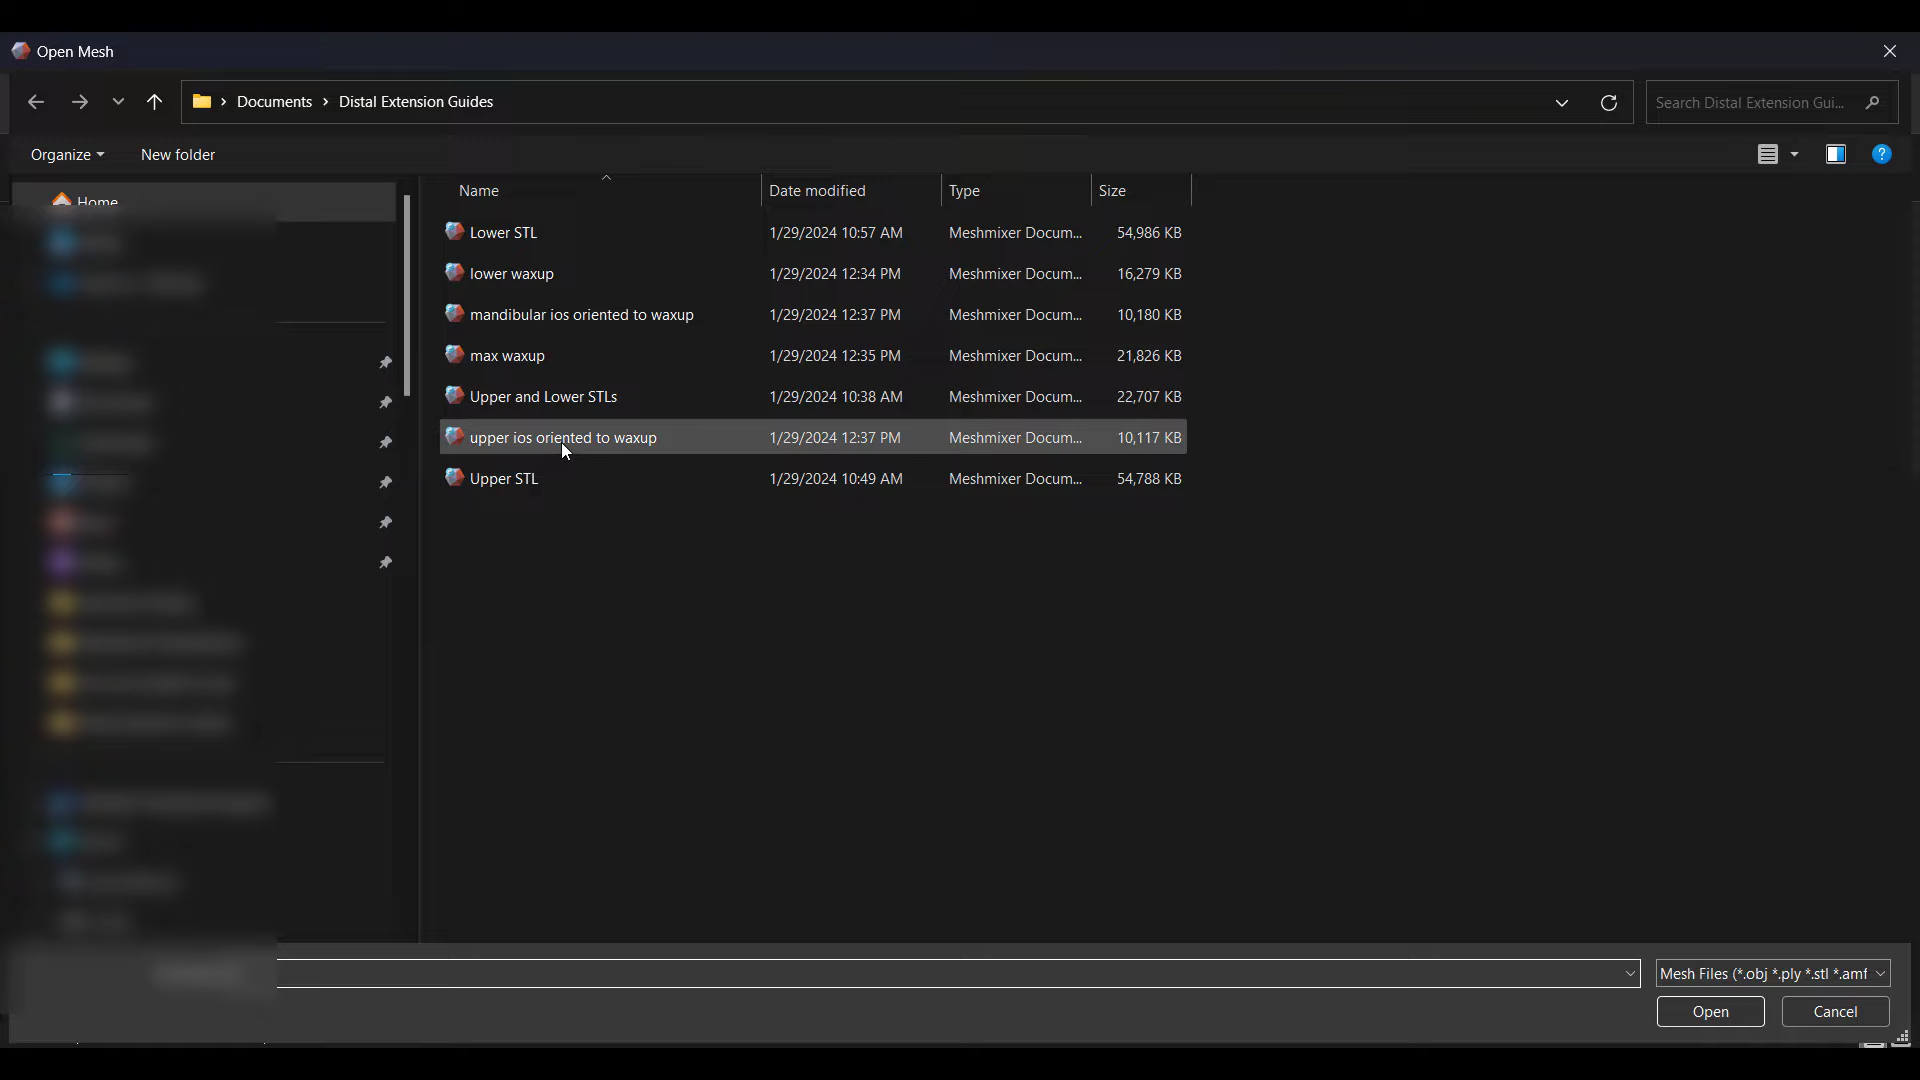 Open Mesh
Documents > Distal Extension Guides
Search Distal Extension Gui...
Organize New folder
Home
Name Date modified Type Size
Lower STL 1/29/2024 10:57 AM Meshmixer Docum... 54,986 KB
lower waxup 1/29/2024 12:34 PM Meshmixer Docum... 16,279 KB
mandibular ios oriented to waxup 1/29/2024 12:37 PM Meshmixer Docum... 10,180 KB
max waxup 1/29/2024 12:35 PM Meshmixer Docum... 21,826 KB
Upper and Lower STLs 1/29/2024 10:38 AM Meshmixer Docum... 22,707 KB
upper ios oriented to waxup 1/29/2024 12:37 PM Meshmixer Docum... 10,117 KB
Upper STL 1/29/2024 10:49 AM Meshmixer Docum... 54,788 KB
Mesh Files (*.obj *.ply *.stl *.amf
Open Cancel